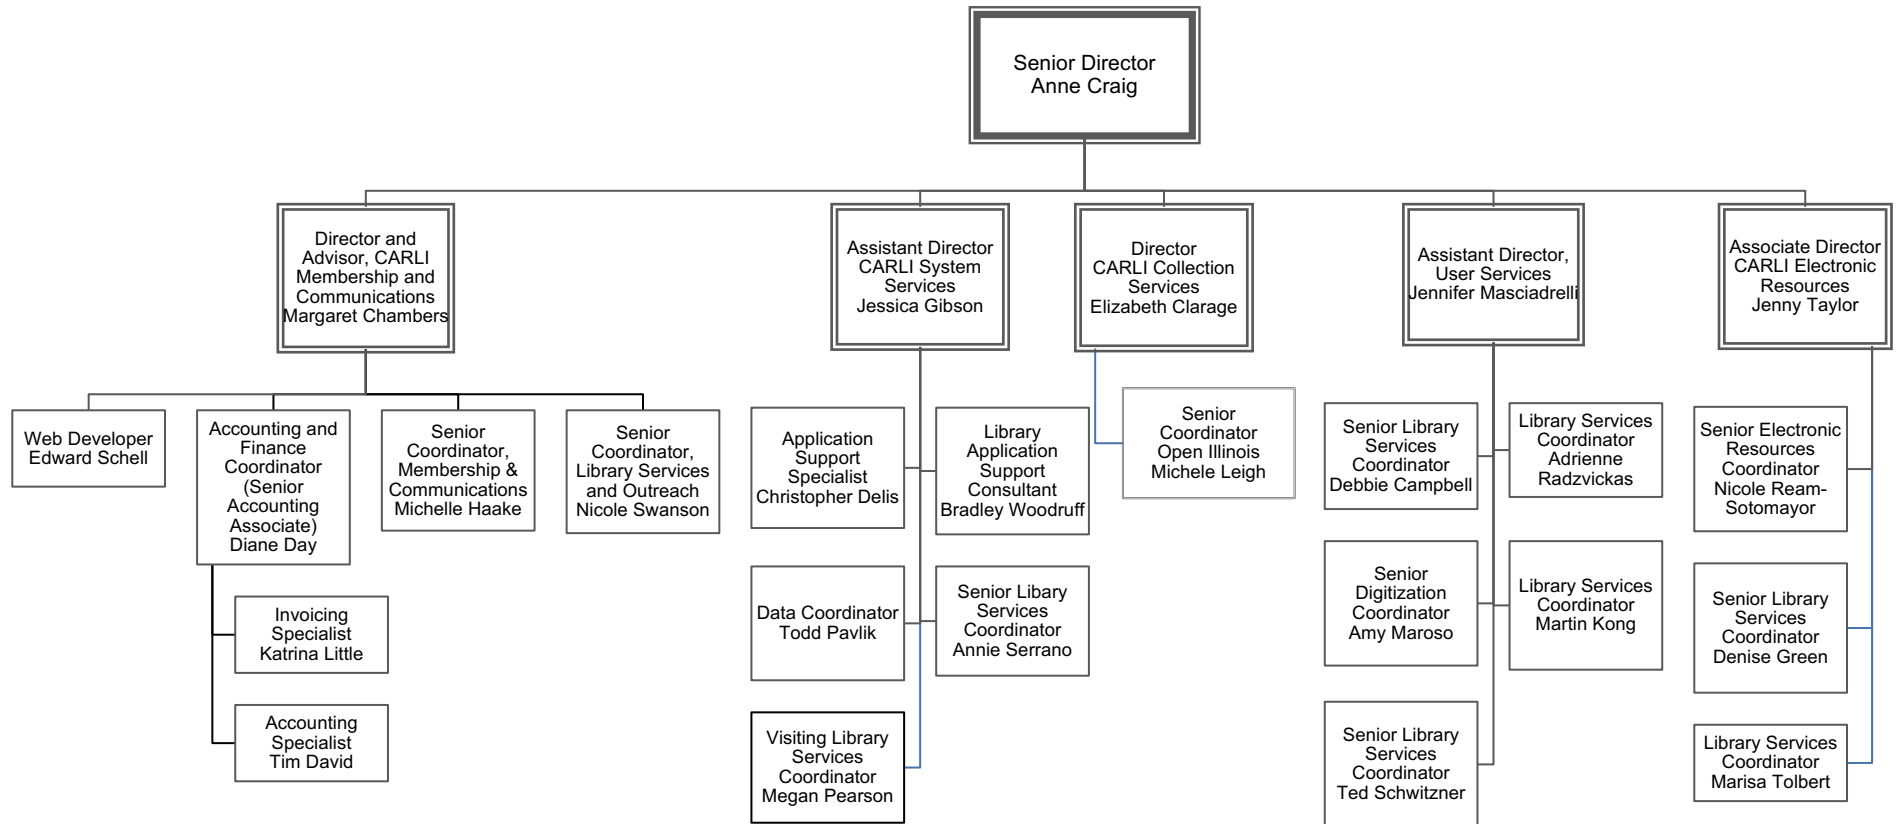 Senior Director
Anne Craig
Director and
Advisor, CARLI
Membership and
Communications
Margaret Chambers
Assistant Director
CARLI System
Services
Jessica Gibson
Director
CARLI Collection
Services
Elizabeth Clarage
Assistant Director,
User Services
Jennifer Masciadrelli
Associate Director
CARLI Electronic
Resources
Jenny Taylor
Web Developer
Edward Schell
Accounting and
Finance
Coordinator
(Senior
Accounting
Associate)
Diane Day
Senior
Coordinator,
Membership &
Communications
Michelle Haake
Senior
Coordinator,
Library Services
and Outreach
Nicole Swanson
Invoicing
Specialist
Katrina Little
Accounting
Specialist
Tim David
Application
Support
Specialist
Christopher Delis
Library
Application
Support
Consultant
Bradley Woodruff
Data Coordinator
Todd Pavlik
Senior Libary
Services
Coordinator
Annie Serrano
Visiting Library
Services
Coordinator
Megan Pearson
Senior
Coordinator
Open Illinois
Michele Leigh
Senior Library
Services
Coordinator
Debbie Campbell
Library Services
Coordinator
Adrienne
Radzvickas
Senior
Digitization
Coordinator
Amy Maroso
Library Services
Coordinator
Martin Kong
Senior Library
Services
Coordinator
Ted Schwitzner
Senior Electronic
Resources
Coordinator
Nicole Ream-
Sotomayor
Senior Library
Services
Coordinator
Denise Green
Library Services
Coordinator
Marisa Tolbert